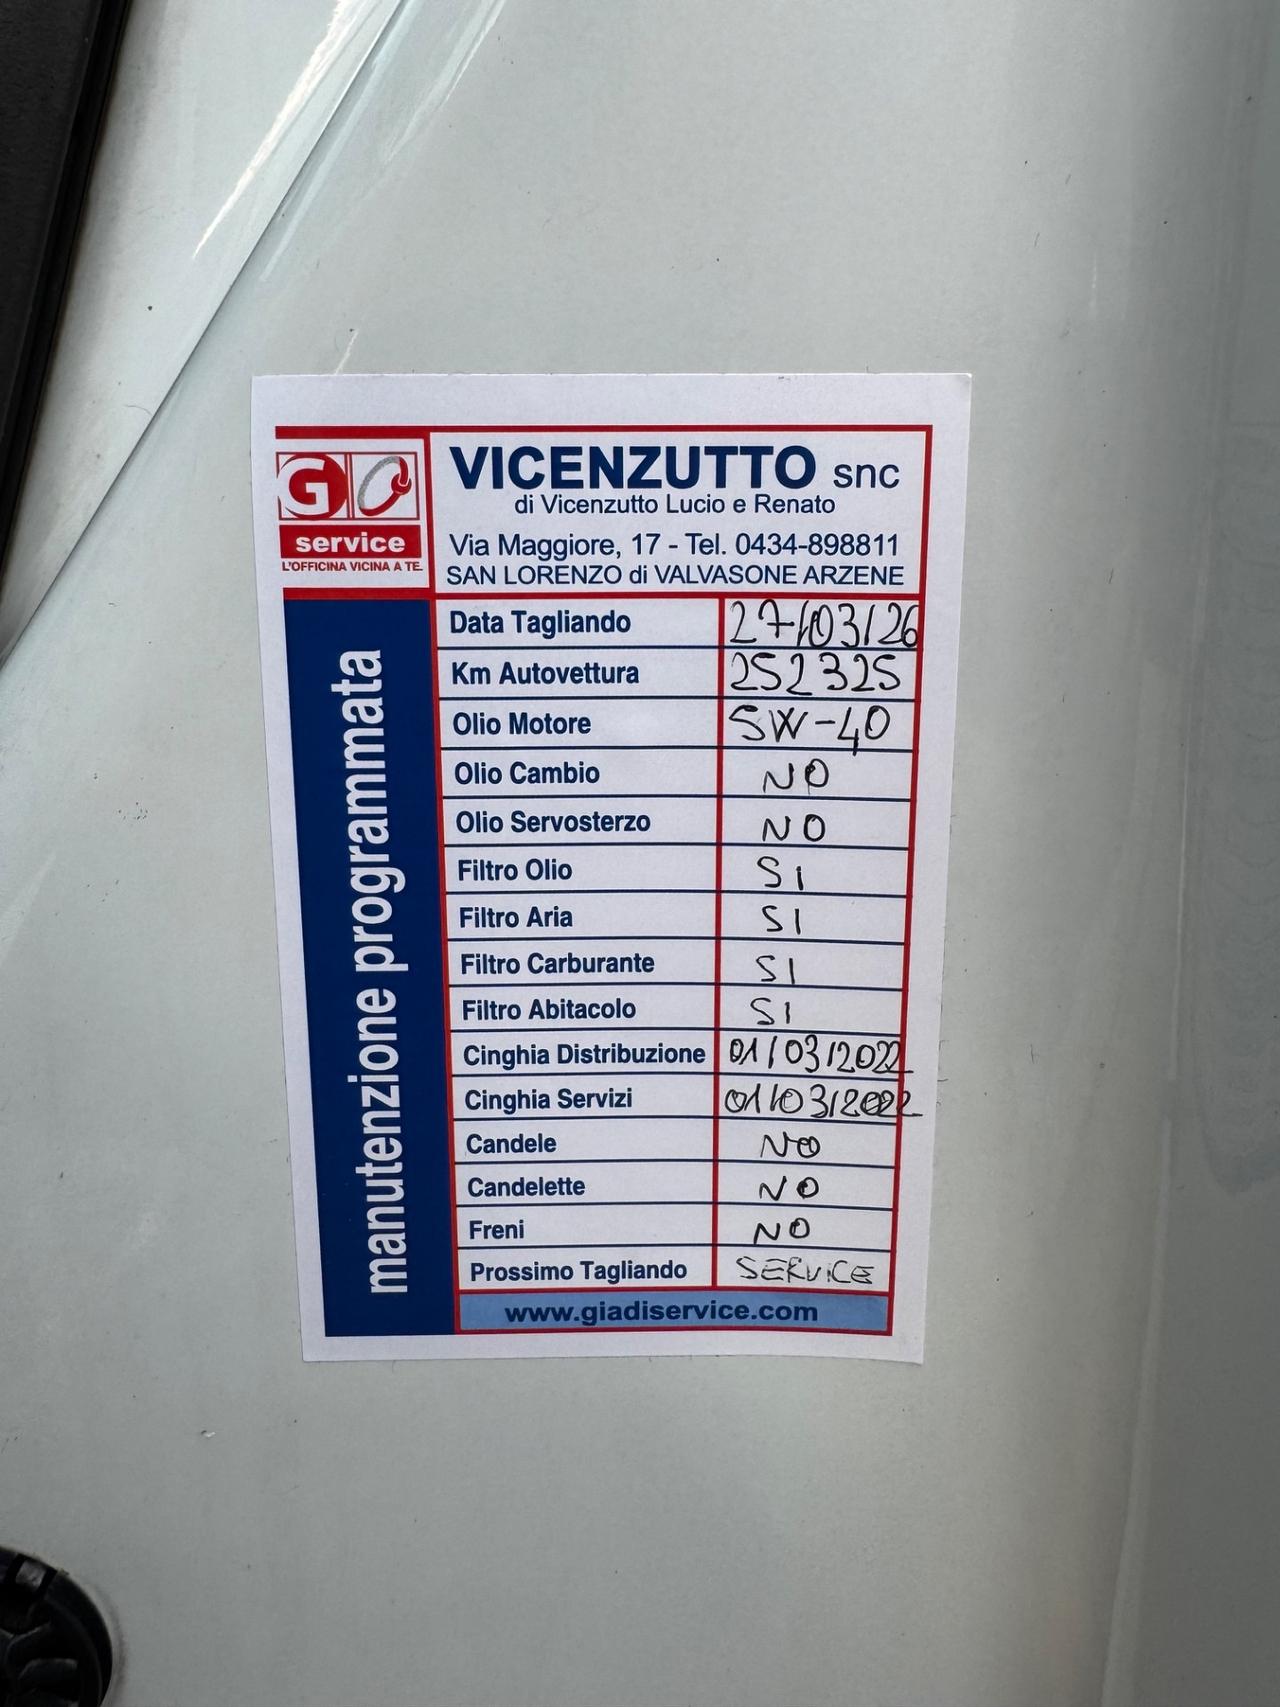 G
service
L'OFFICINA VICINA A TE.
VICENZUTTO snc
di Vicenzutto Lucio e Renato
Via Maggiore, 17 - Tel. 0434-898811
SAN LORENZO di VALVASONE ARZENE
manutenzione programmata
Data Tagliando 27/03/26
Km Autovettura 252325
Olio Motore 5W-40
Olio Cambio NO
Olio Servosterzo NO
Filtro Olio SI
Filtro Aria SI
Filtro Carburante SI
Filtro Abitacolo SI
Cinghia Distribuzione 01/03/2022
Cinghia Servizi 01/03/2022
Candele NO
Candelette NO
Freni NO
Prossimo Tagliando SERVICE
www.giadiservice.com